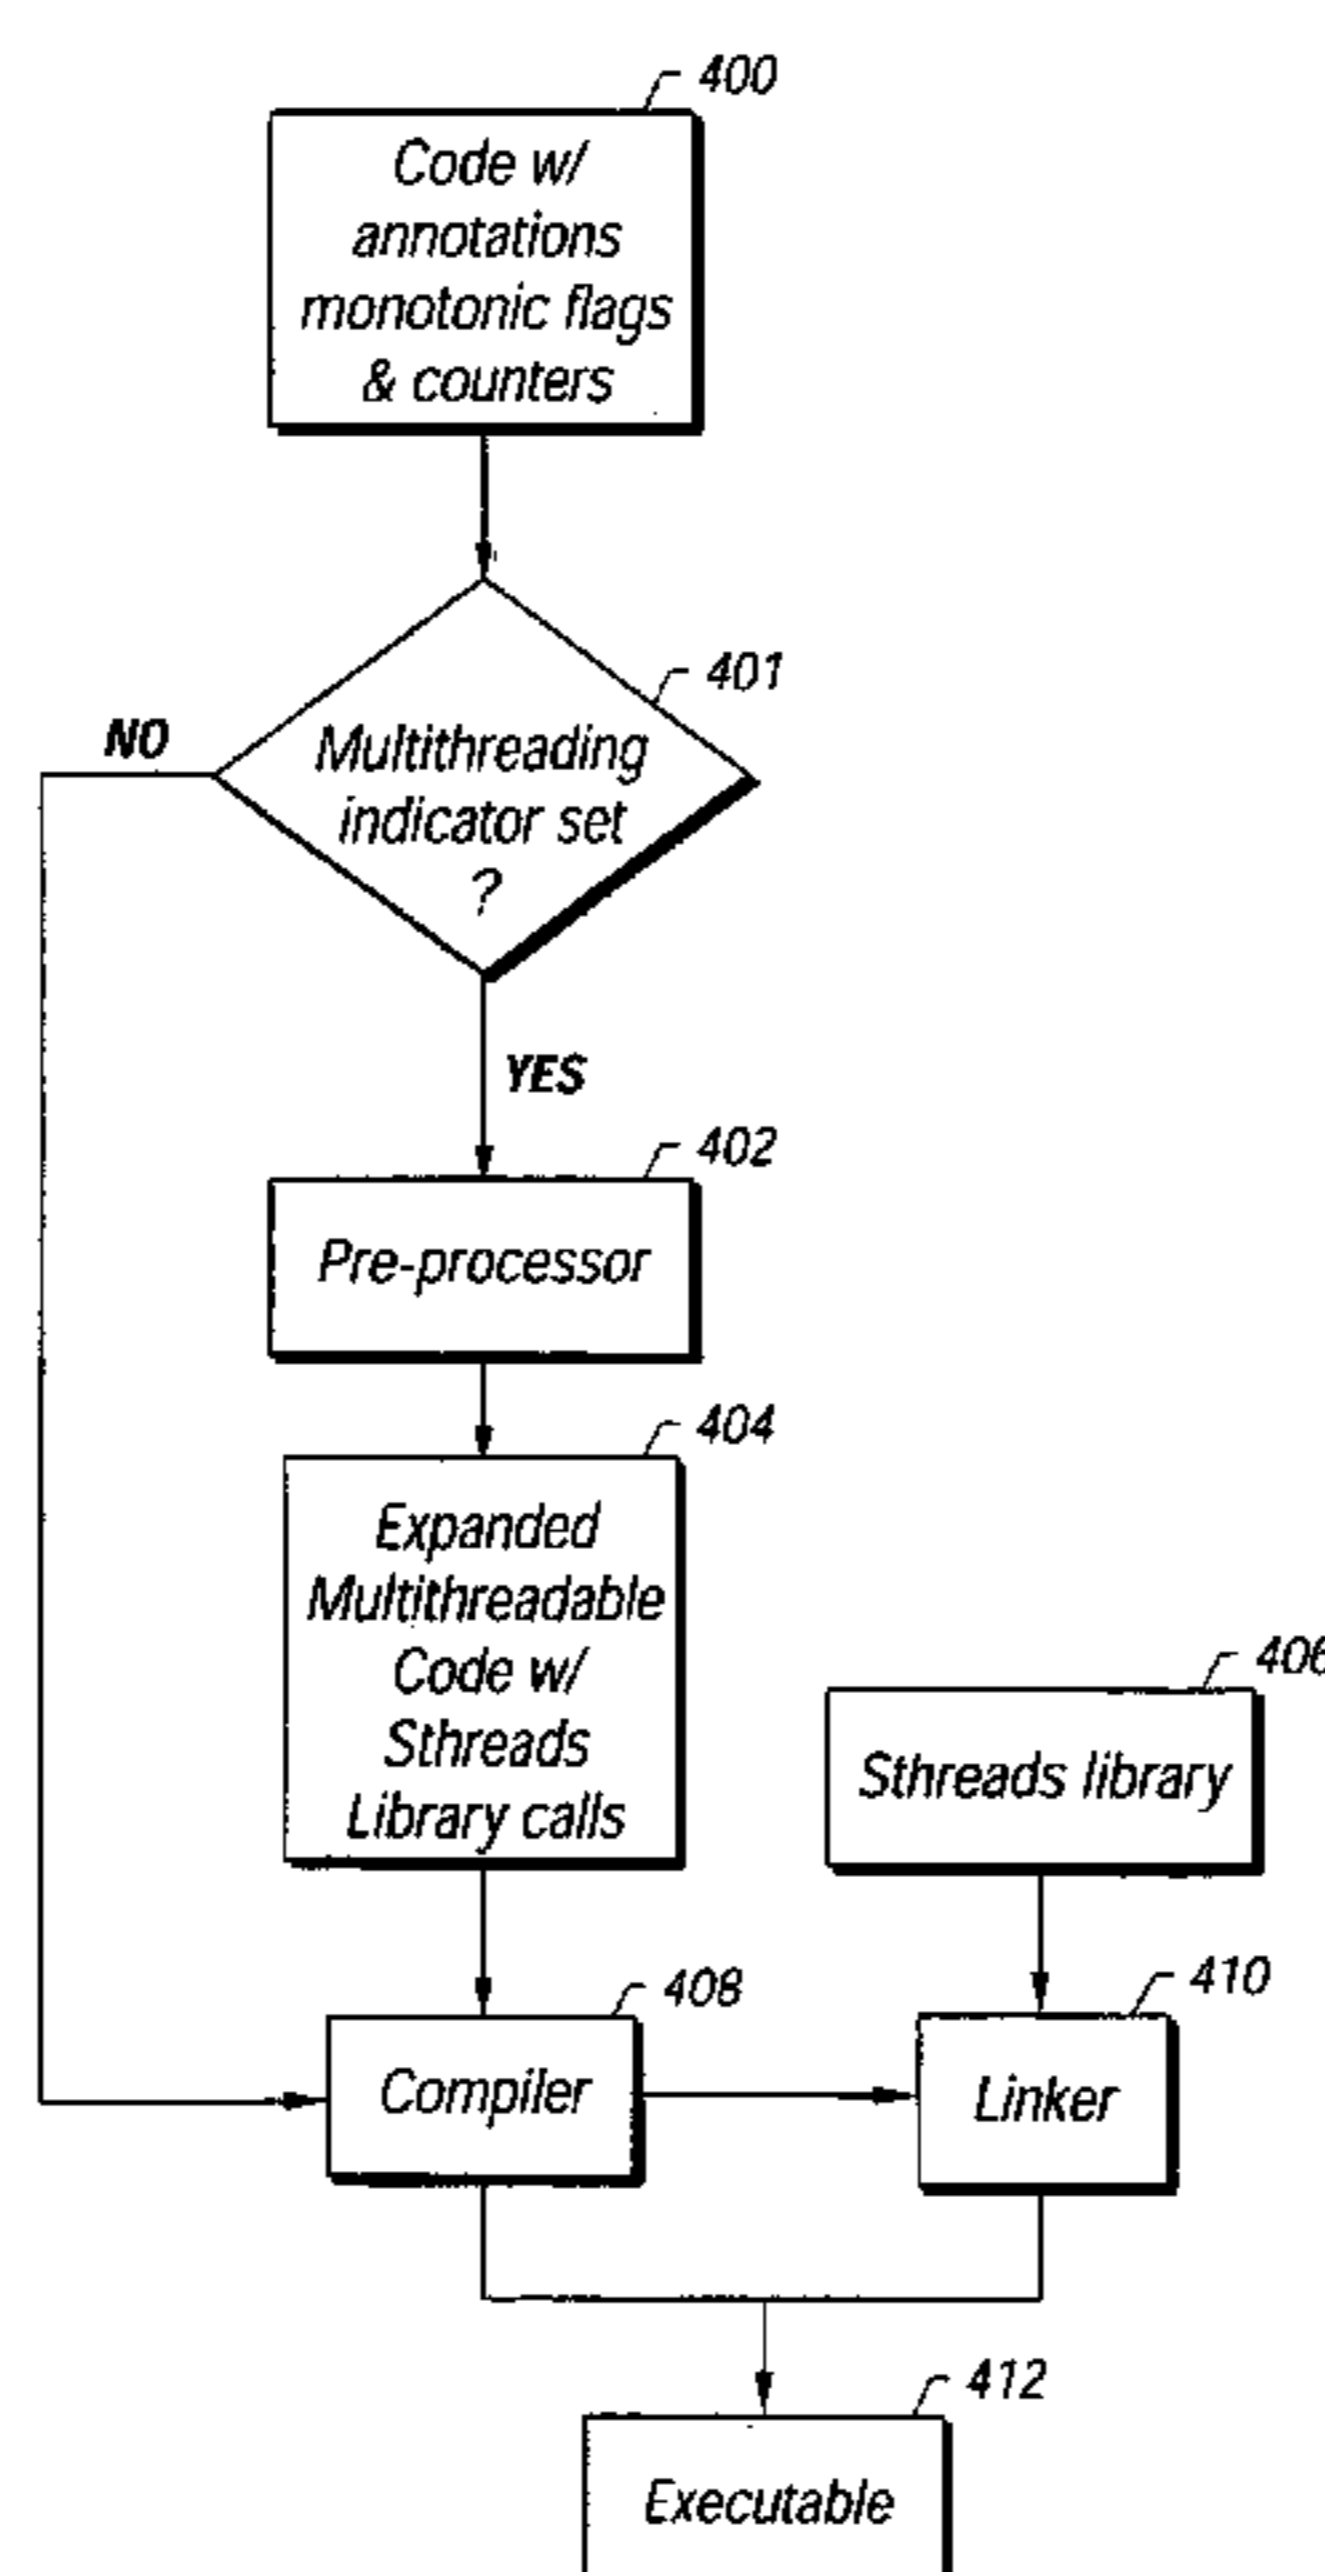 400
Code w/
annotations
monotonic flags
& counters
401
NO
Multithreading
indicator set
?
YES
402
Pre-processor
404
Expanded
Multithreadable
Code w/
Sthreads
Library calls
406
Sthreads library
408
Compiler
410
Linker
412
Executable